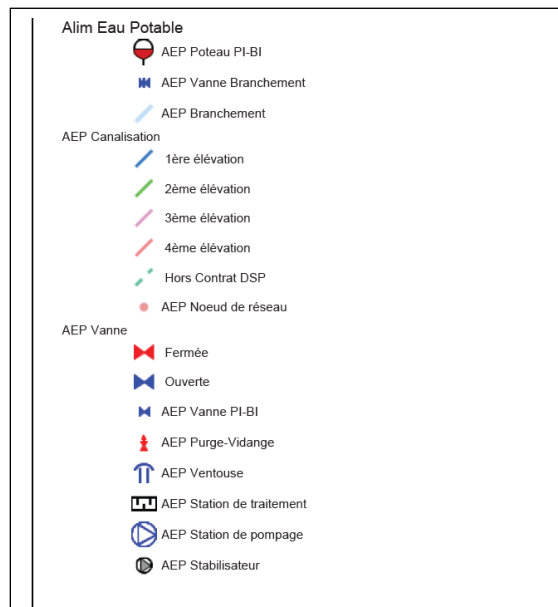 Alim Eau Potable
AEP Poteau PI-BI
AEP Vanne Branchement
AEP Branchement
AEP Canalisation
1ère élévation
2ème élévation
3ème élévation
4ème élévation
Hors Contrat DSP
AEP Noeud de réseau
AEP Vanne
Fermée
Ouverte
AEP Vanne PI-BI
AEP Purge-Vidange
AEP Ventouse
AEP Station de traitement
AEP Station de pompage
AEP Stabilisateur